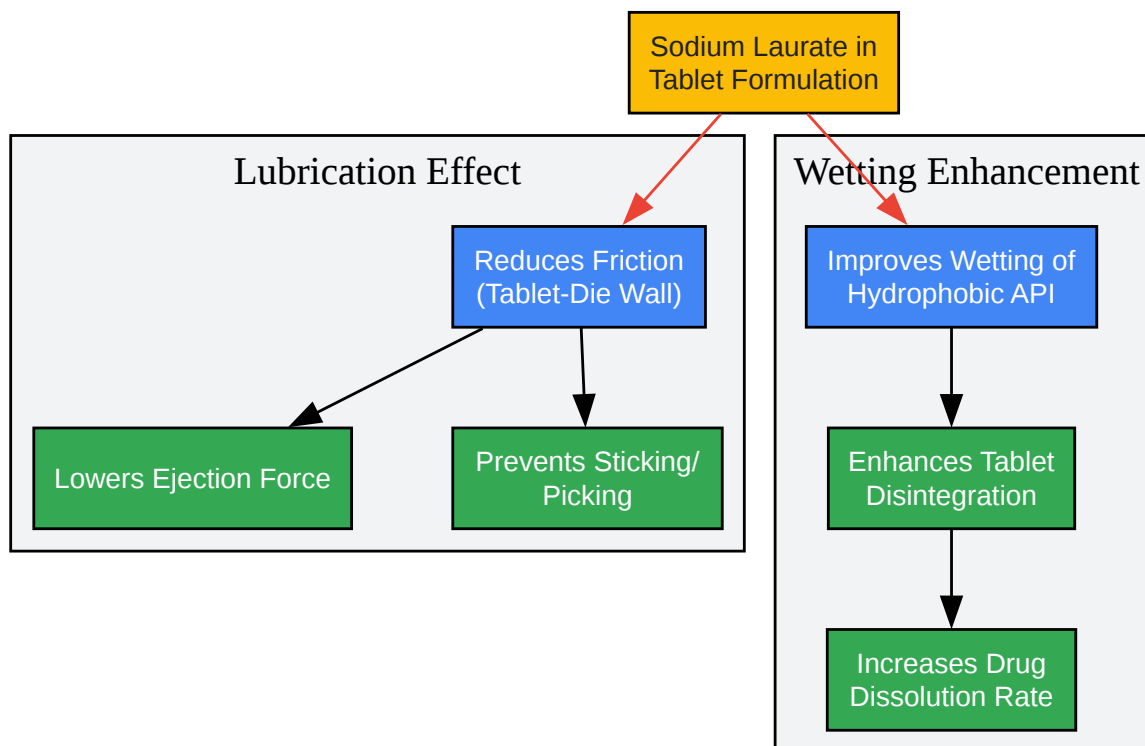 Sodium Laurate in
Tablet Formulation
Lubrication Effect
Reduces Friction
(Tablet-Die Wall)
Lowers Ejection Force
Prevents Sticking/
Picking
Wetting Enhancement
Improves Wetting of
Hydrophobic API
Enhances Tablet
Disintegration
Increases Drug
Dissolution Rate